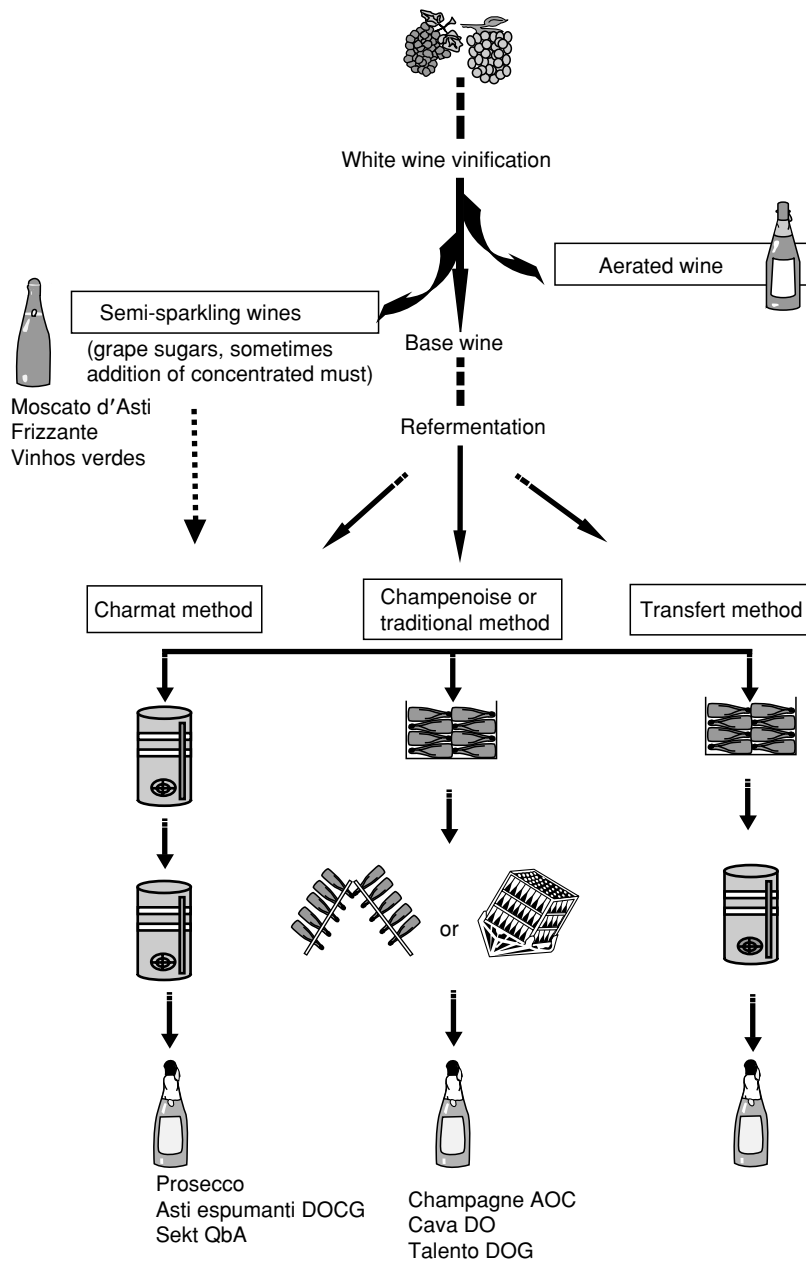 White wine vinification
Aerated wine
Semi-sparkling wines
(grape sugars, sometimes
addition of concentrated must)
Base wine
Moscato d′Asti
Frizzante
Vinhos verdes
Refermentation
Charmat method
Champenoise or
traditional method
Transfert method
or
Prosecco
Asti espumanti DOCG
Sekt QbA
Champagne AOC
Cava DO
Talento DOG